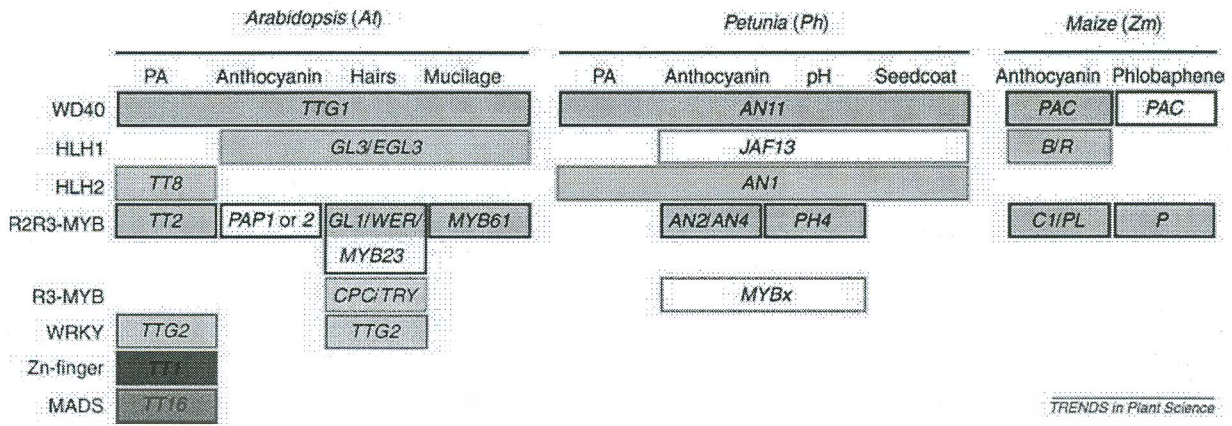 Arabidopsis (At) Petunia (Ph) Maize (Zm)
PA Anthocyanin Hairs Mucilage PA Anthocyanin pH Seedcoat Anthocyanin Phlobaphene
WD40 TTG1 AN11 PAC PAC
HLH1 GL3/EGL3 JAF13 B/R
HLH2 TT8 AN1
R2R3-MYB TT2 PAP1 or 2 GL1/WER/ MYB61 AN2/AN4 PH4 C1/PL P
MYB23
R3-MYB CPC/TRY MYBx
WRKY TTG2 TTG2
Zn-finger TT1
MADS TT16
TRENDS in Plant Science